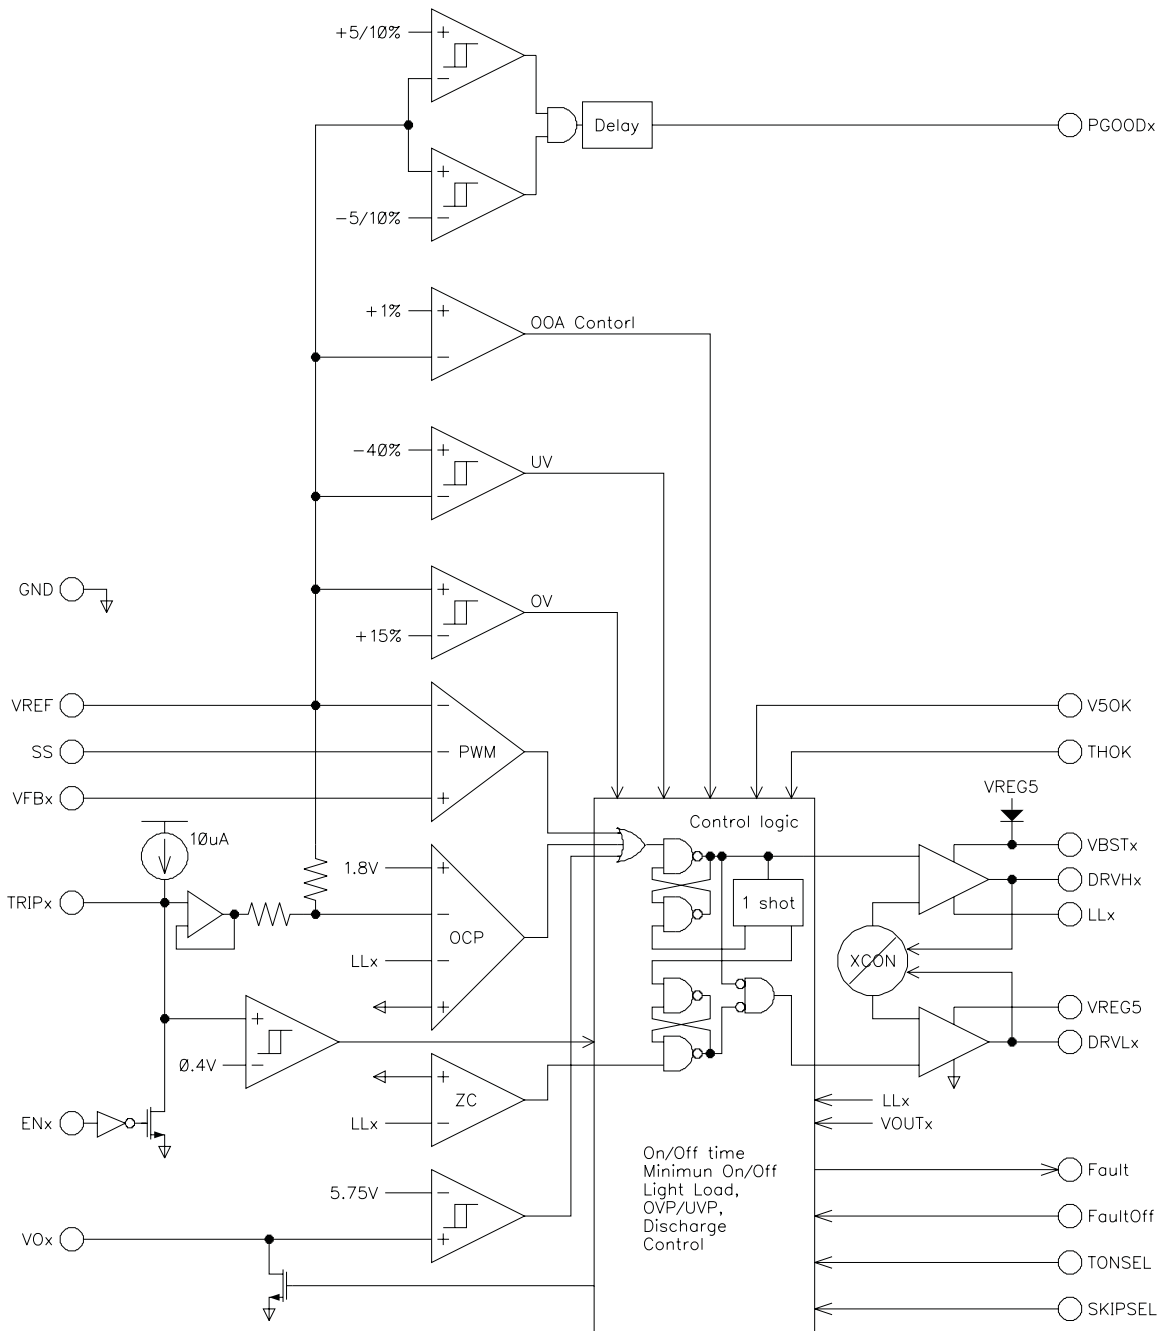 +5/10%
+
−
Delay
PGOODx
+
−5/10%
−
+1%
+
−
OOA Contorl
−40%
+
−
UV
GND
+
+15%
−
OV
VREF
−
V5OK
SS
−
PWM
THOK
VFBx
+
VREG5
Control logic
10uA
1.8V
+
VBSTx
DRVHx
TRIPx
−
1 shot
LLx
OCP
LLx
−
XCON
+
VREG5
+
0.4V
−
DRVLx
+
ZC
LLx
ENx
LLx
−
VOUTx
On/Off time
Minimun On/Off
Light Load,
OVP/UVP,
Discharge
Control
Fault
5.75V
−
FaultOff
VOx
+
TONSEL
SKIPSEL